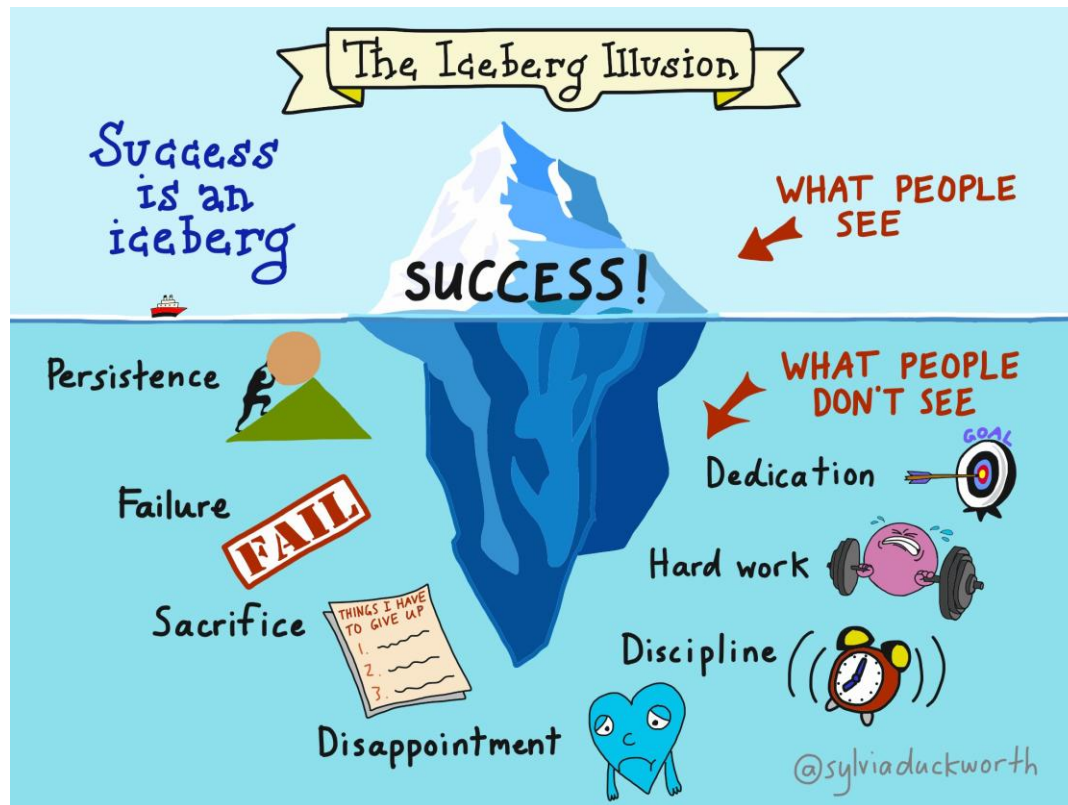 The Iceberg Illusion
Success
is an
iceberg
WHAT PEOPLE
SEE
SUCCESS!
Persistence
WHAT PEOPLE
DON'T SEE
GOAL
Dedication
Failure
FAIL
Hard work
Sacrifice
THINGS I HAVE
TO GIVE UP
1.
2.
3.
Discipline
Disappointment
@sylviaduckworth